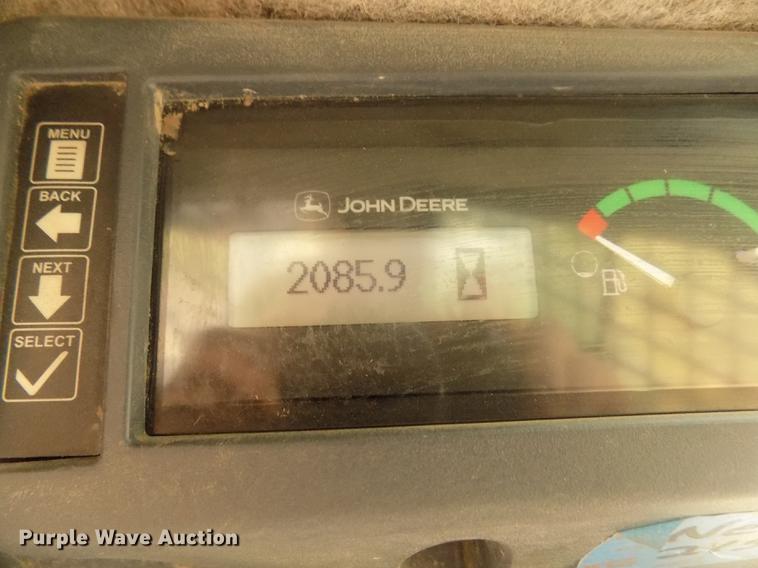 MENU
BACK
NEXT
SELECT
JOHN DEERE
2085.9
Purple Wave Auction